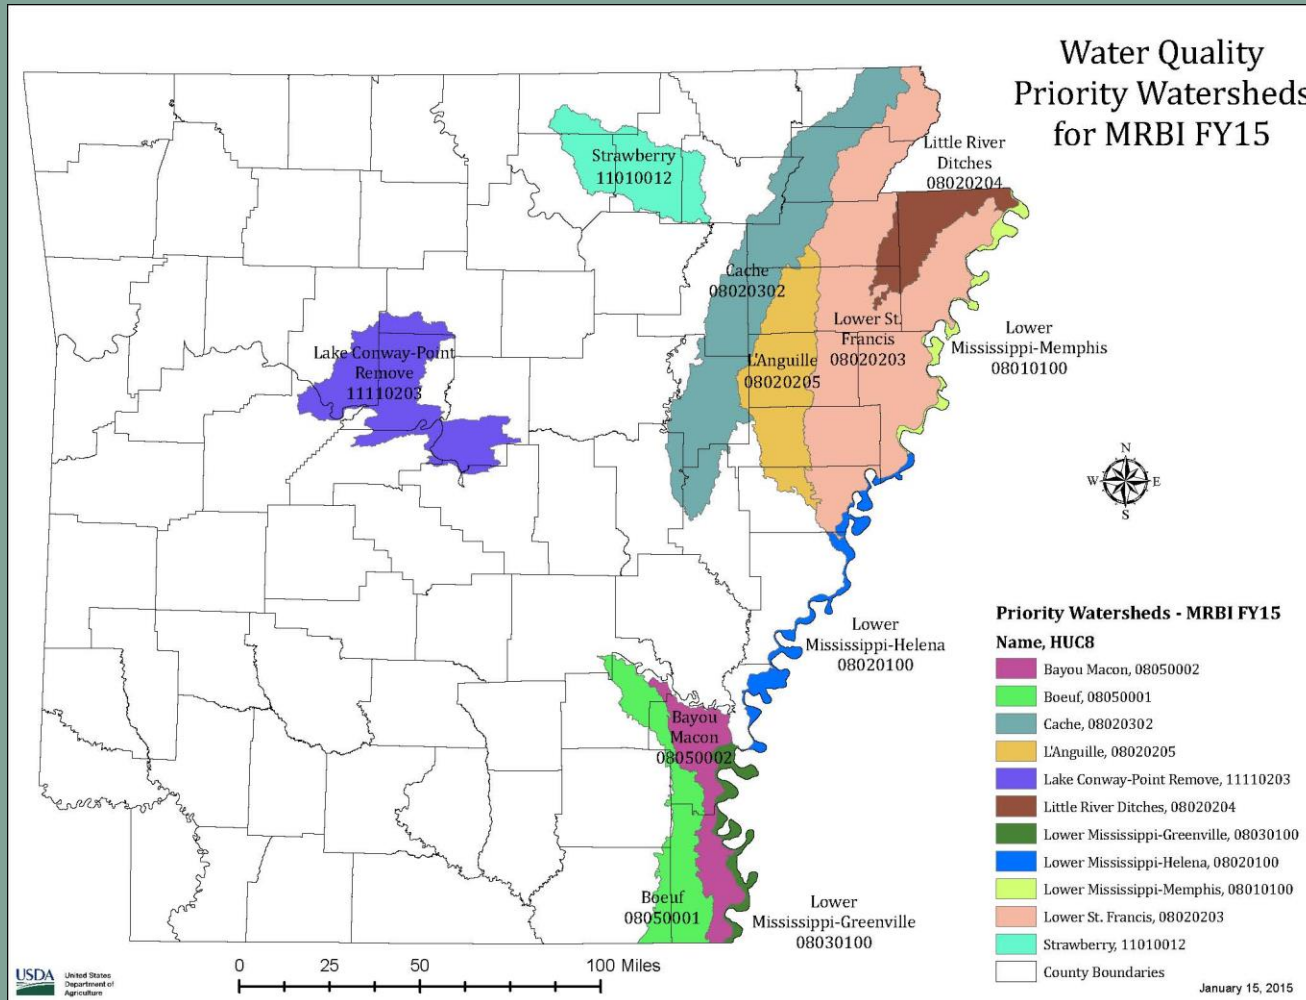 Water Quality
Priority Watersheds
for MRBI FY15
Little River
Ditches
08020204
Strawberry
11010012
Cache
08020302
Lower St.
Francis
08020203
Lower
Mississippi-Memphis
08010100
Lake Conway-Point
Remove
11110203
L'Anguille
08020205
N
W
E
S
Lower
Mississippi-Helena
08020100
Bayou
Macon
08050002
Boeuf
08050001
Lower
Mississippi-Greenville
08030100
Priority Watersheds - MRBI FY15
Name, HUC8
Bayou Macon, 08050002
Boeuf, 08050001
Cache, 08020302
L'Anguille, 08020205
Lake Conway-Point Remove, 11110203
Little River Ditches, 08020204
Lower Mississippi-Greenville, 08030100
Lower Mississippi-Helena, 08020100
Lower Mississippi-Memphis, 08010100
Lower St. Francis, 08020203
Strawberry, 11010012
County Boundaries
0 25 50 100 Miles
USDA
United States
Department of
Agriculture
January 15, 2015